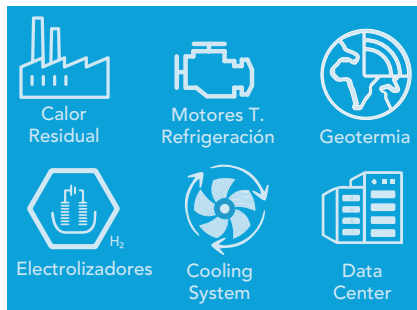 Calor
Residual
Motores T.
Refrigeración
Geotermia
H₂
Electrolizadores
Cooling
System
Data
Center